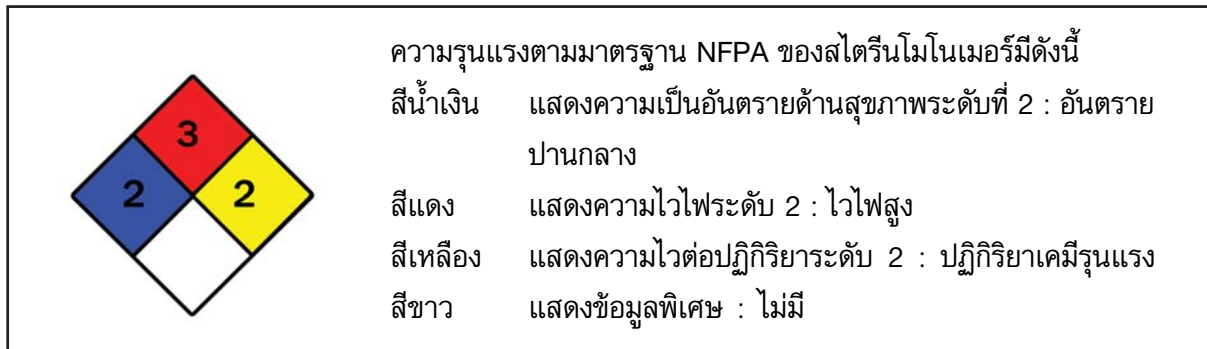 3
2 2
ความรุนแรงตามมาตรฐาน NFPA ของสไตรีนโมโนเมอร์มีดังนี้
สีน้ำเงิน แสดงความเป็นอันตรายด้านสุขภาพระดับที่ 2 : อันตราย
ปานกลาง
สีแดง แสดงความไวไฟระดับ 2 : ไวไฟสูง
สีเหลือง แสดงความไวต่อปฏิกิริยาระดับ 2 : ปฏิกิริยาเคมีรุนแรง
สีขาว แสดงข้อมูลพิเศษ : ไม่มี